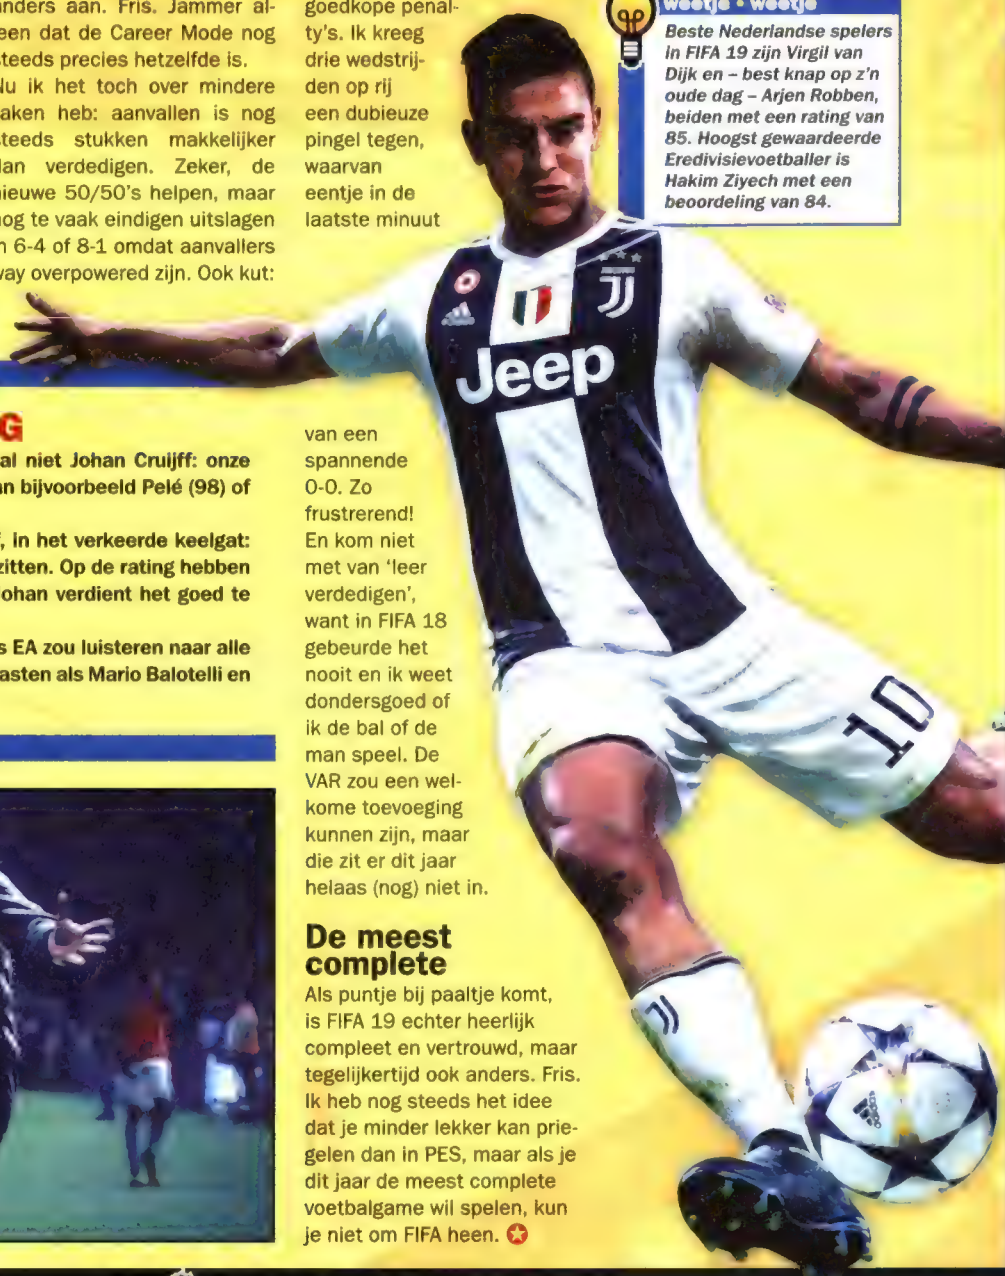 anders aan. Fris. Jammer al-
een dat de Career Mode nog
steeds precies hetzelfde is.
Nu ik het toch over mindere
zaken heb: aanvallen is nog
steeds stukken makkelijker
dan verdedigen. Zeker, de
nieuwe 50/50's helpen, maar
nog te vaak eindigen uitslagen
in 6-4 of 8-1 omdat aanvallers
way overpowered zijn. Ook kut:
goedkope penal-
ty's. Ik kreeg
drie wedstrij-
den op rij
een dubieuze
pingel tegen,
waarvan
eentje in de
laatste minuut
van een
spannende
0-0. Zo
frustrerend!
En kom niet
met van 'leer
verdedigen',
want in FIFA 18
gebeurde het
nooit en ik weet
dondersgoed of
ik de bal of de
man speel. De
VAR zou een wel-
kome toevoeging
kunnen zijn, maar
die zit er dit jaar
helaas (nog) niet in.
De meest
complete
Als puntje bij paaltje komt,
is FIFA 19 echter heerlijk
compleet en vertrouwd, maar
tegelijkertijd ook anders. Fris.
Ik heb nog steeds het idee
dat je minder lekker kan prie-
gelen dan in PES, maar als je
dit jaar de meest complete
voetbalgame wil spelen, kun
je niet om FIFA heen.
weetje • weetje
Beste Nederlandse spelers
in FIFA 19 zijn Virgil van
Dijk en – best knap op z'n
oude dag – Arjen Robben,
beiden met een rating van
85. Hoogst gewaardeerde
Eredivisievoetballer is
Hakim Ziyech met een
beoordeling van 84.
G
al niet Johan Cruijff: onze
an bijvoorbeeld Pelé (98) of
, in het verkeerde keelgat:
zitten. Op de rating hebben
ohan verdient het goed te
s EA zou luisteren naar alle
asten als Mario Balotelli en
adidas
Jeep
10
adidas